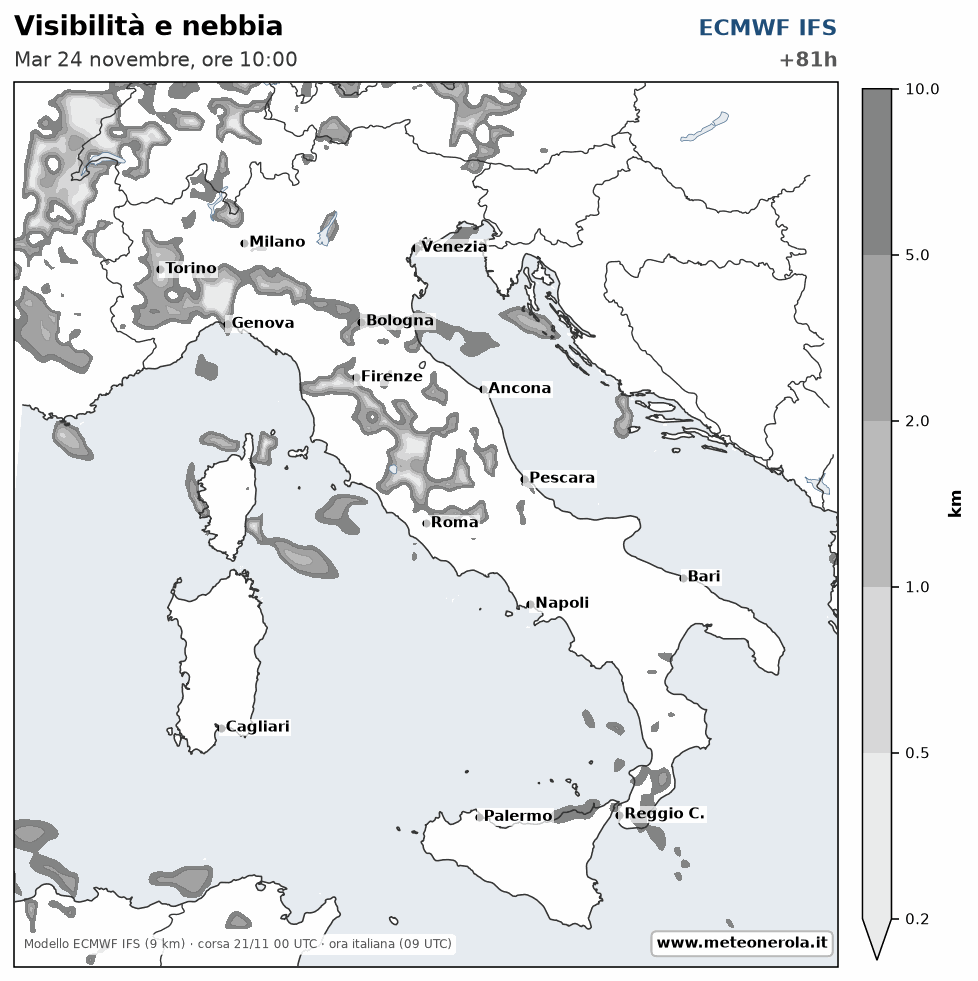 Visibilità e nebbia
ECMWF IFS
Mar 24 novembre, ore 10:00
+81h
10.0
5.0
2.0
1.0
0.5
0.2
km
Milano
Venezia
Torino
Genova
Bologna
Firenze
Ancona
Pescara
Roma
Bari
Napoli
Cagliari
Palermo
Reggio C.
Modello ECMWF IFS (9 km) · corsa 21/11 00 UTC · ora italiana (09 UTC)
www.meteonerola.it